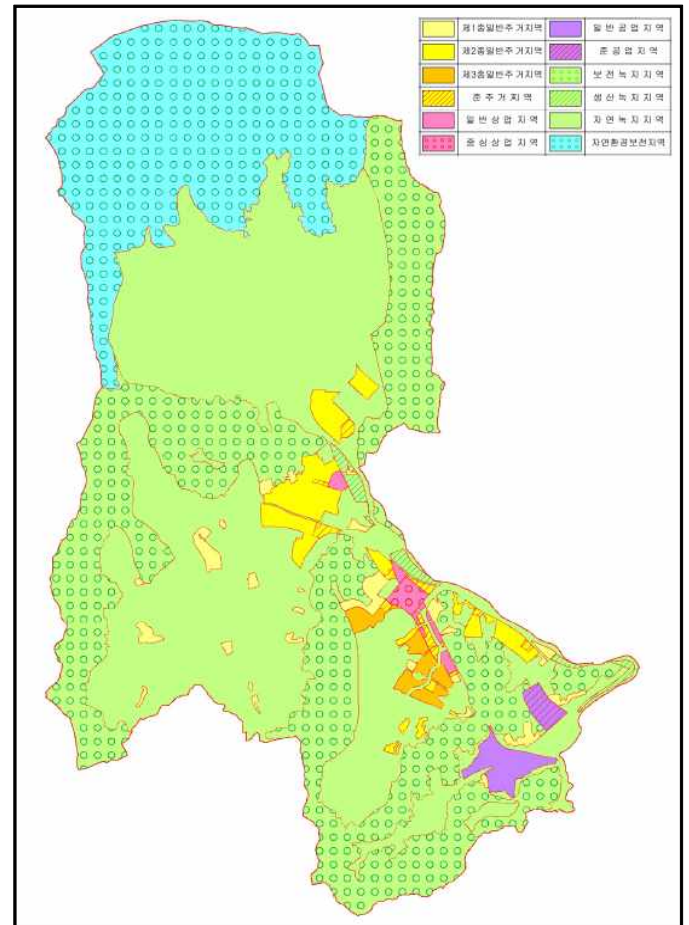 제1종일반주거지역
제2종일반주거지역
제3종일반주거지역
준 주 거 지 역
일 반 상 업 지 역
중 심 상 업 지 역
일 반 공 업 지 역
준 공 업 지 역
보 전 녹 지 지 역
생 산 녹 지 지 역
자 연 녹 지 지 역
자연환경보전지역